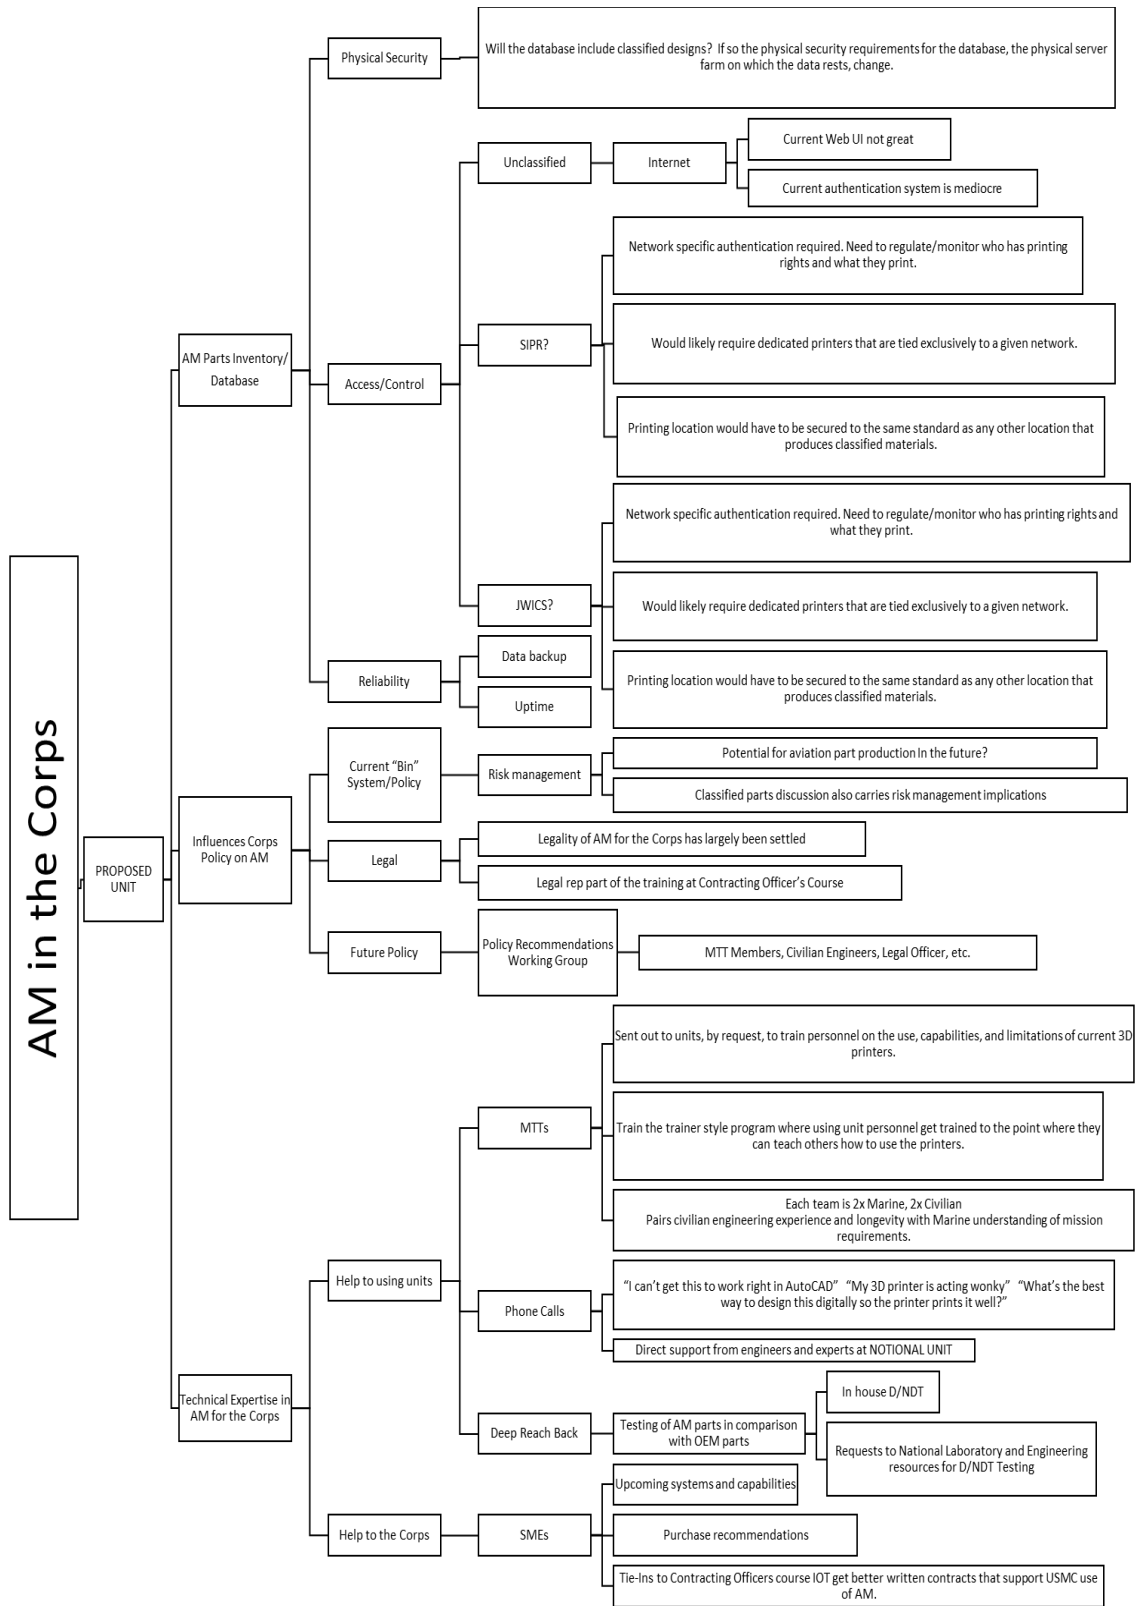 AM in the Corps
PROPOSED
UNIT
AM Parts Inventory/
Database
Physical Security
Will the database include classified designs? If so the physical security requirements for the database, the physical server
farm on which the data rests, change.
Access/Control
Unclassified
Internet
Current Web UI not great
Current authentication system is mediocre
SIPR?
Network specific authentication required. Need to regulate/monitor who has printing
rights and what they print.
Would likely require dedicated printers that are tied exclusively to a given network.
Printing location would have to be secured to the same standard as any other location that
produces classified materials.
JWICS?
Network specific authentication required. Need to regulate/monitor who has printing rights and
what they print.
Would likely require dedicated printers that are tied exclusively to a given network.
Printing location would have to be secured to the same standard as any other location that
produces classified materials.
Reliability
Data backup
Uptime
Influences Corps
Policy on AM
Current “Bin”
System/Policy
Risk management
Potential for aviation part production In the future?
Classified parts discussion also carries risk management implications
Legal
Legality of AM for the Corps has largely been settled
Legal rep part of the training at Contracting Officer’s Course
Future Policy
Policy Recommendations
Working Group
MTT Members, Civilian Engineers, Legal Officer, etc.
Technical Expertise in
AM for the Corps
Help to using units
MTTs
Sent out to units, by request, to train personnel on the use, capabilities, and limitations of current 3D
printers.
Train the trainer style program where using unit personnel get trained to the point where they
can teach others how to use the printers.
Each team is 2x Marine, 2x Civilian
Pairs civilian engineering experience and longevity with Marine understanding of mission
requirements.
Phone Calls
“I can’t get this to work right in AutoCAD” “My 3D printer is acting wonky” “What’s the best
way to design this digitally so the printer prints it well?”
Direct support from engineers and experts at NOTIONAL UNIT
Deep Reach Back
Testing of AM parts in comparison
with OEM parts
In house D/NDT
Requests to National Laboratory and Engineering
resources for D/NDT Testing
Help to the Corps
SMEs
Upcoming systems and capabilities
Purchase recommendations
Tie-Ins to Contracting Officers course IOT get better written contracts that support USMC use
of AM.